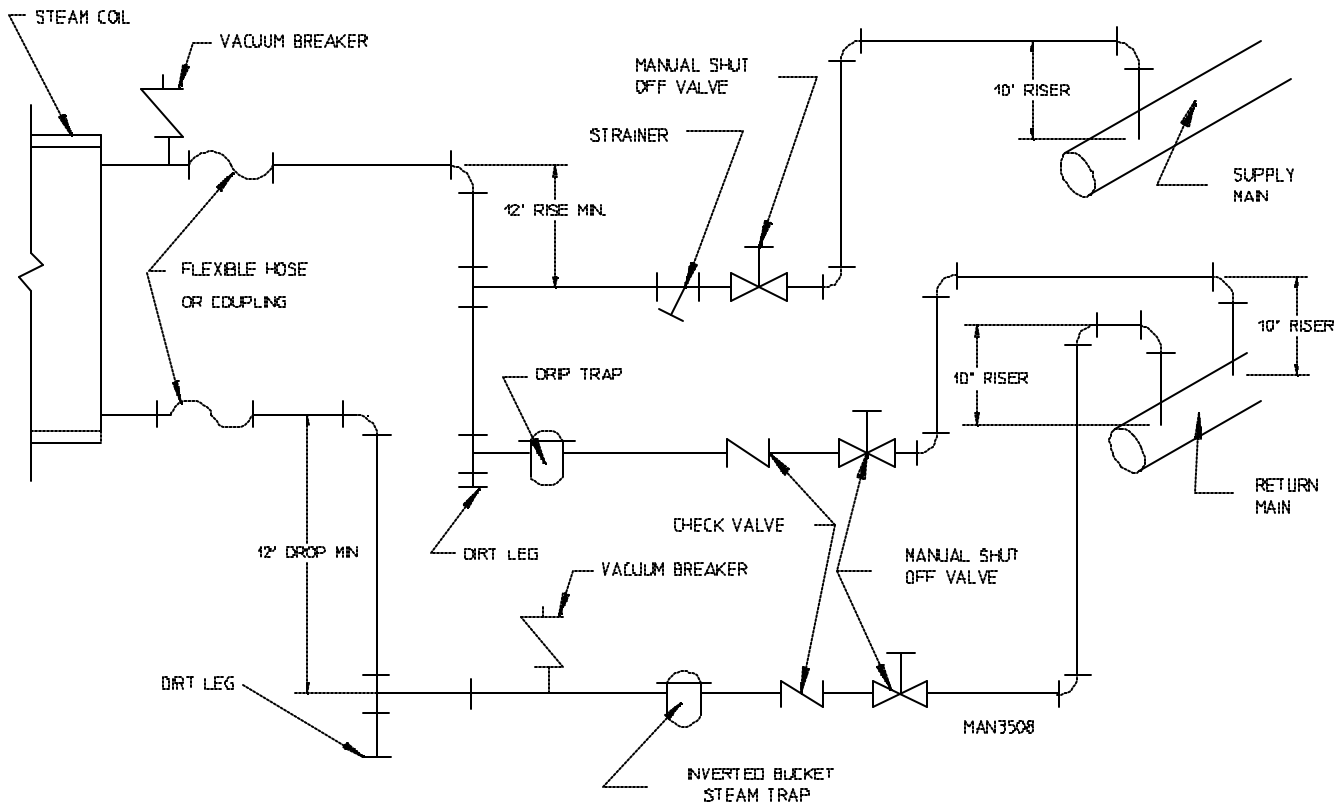 STEAM COIL
VACUUM BREAKER
MANUAL SHUT
OFF VALVE
10' RISER
STRAINER
SUPPLY
MAIN
12' RISE MIN.
FLEXIBLE HOSE
OR COUPLING
10" RISER
10" RISER
DRIP TRAP
RETURN
MAIN
CHECK VALVE
DIRT LEG
12' DROP MIN
MANUAL SHUT
OFF VALVE
VACUUM BREAKER
DIRT LEG
MAN3508
INVERTED BUCKET
STEAM TRAP